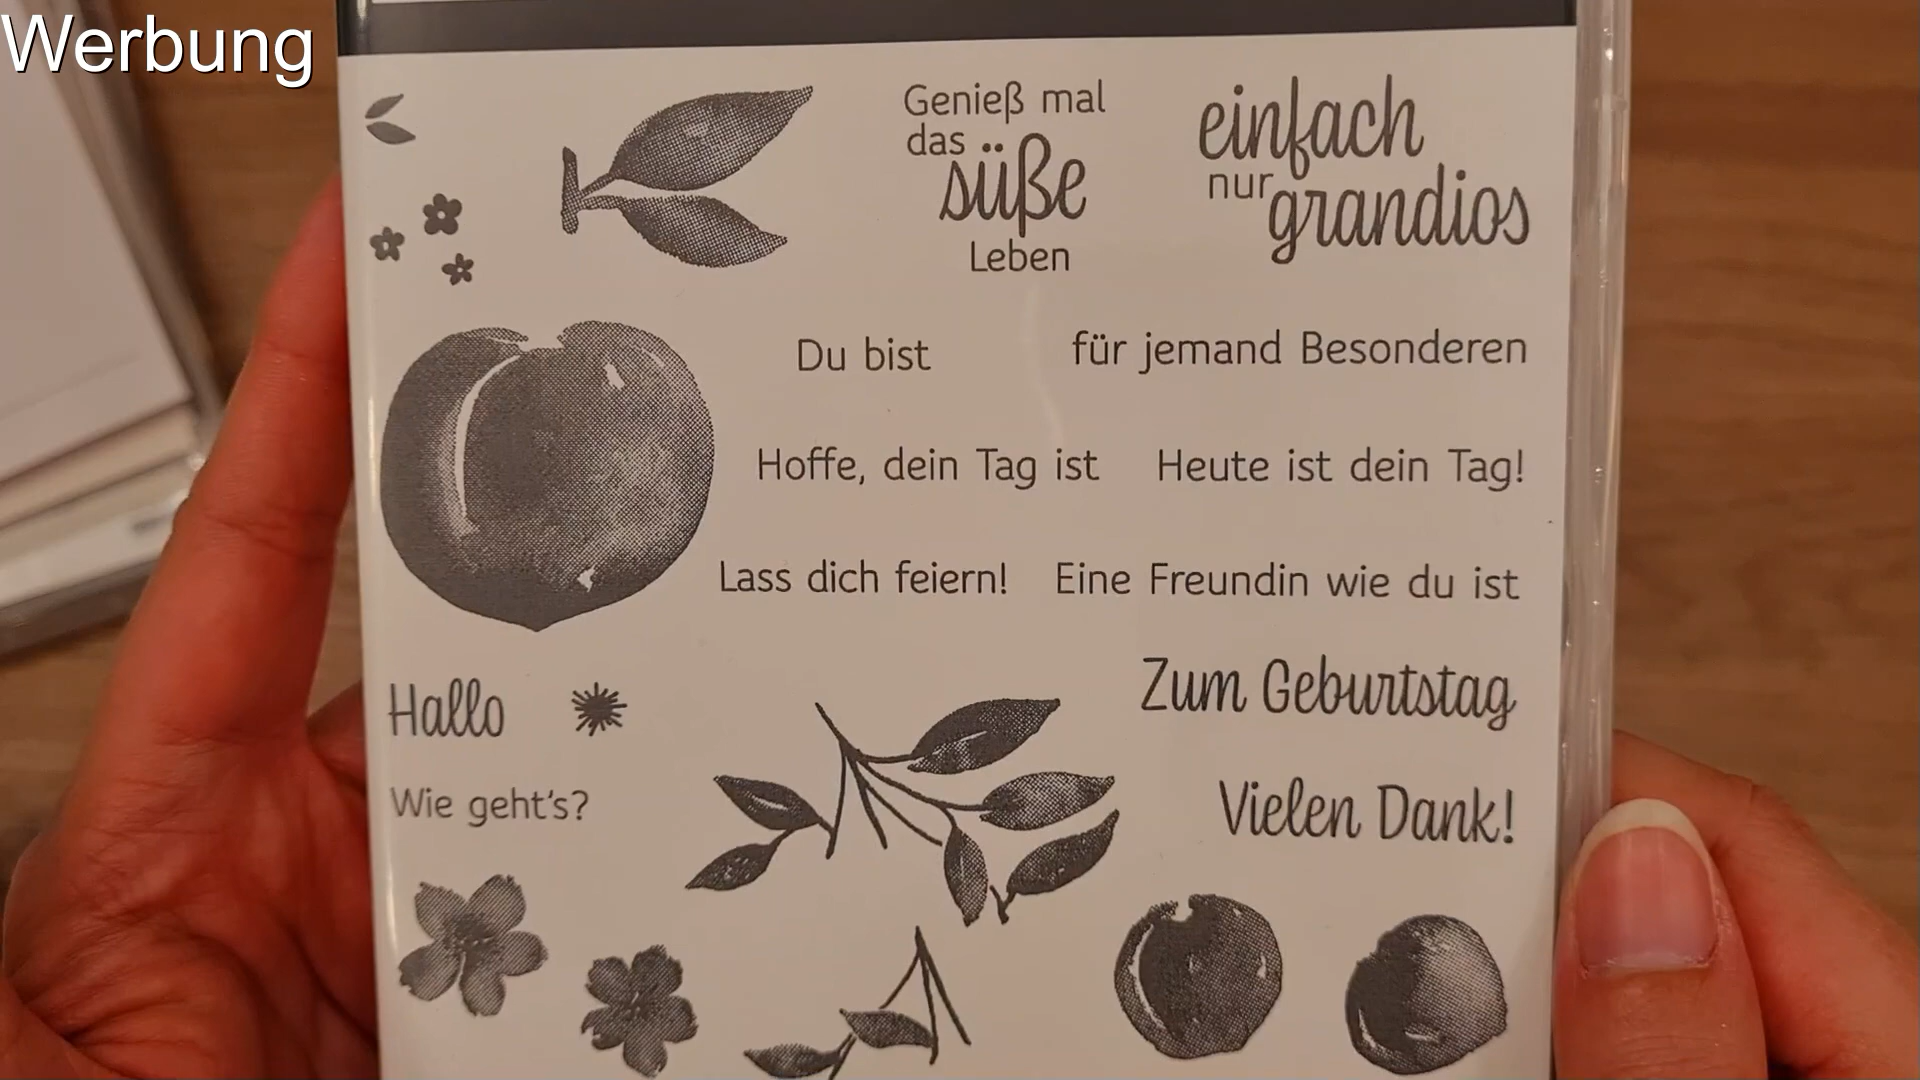 Werbung
Genieß mal
das
süße
Leben
einfach
nur
grandios
Du bist
für jemand Besonderen
Hoffe, dein Tag ist
Heute ist dein Tag!
Lass dich feiern!
Eine Freundin wie du ist
Hallo
Wie geht's?
Zum Geburtstag
Vielen Dank!